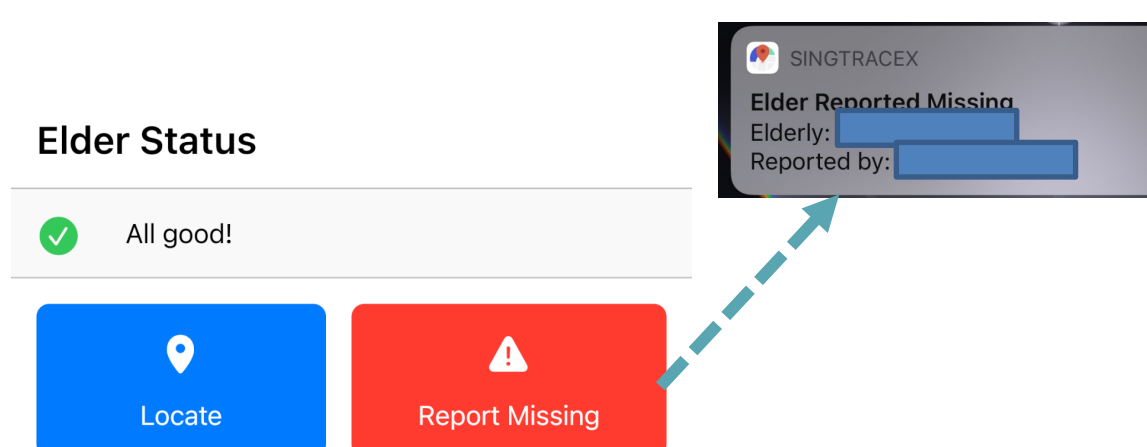 SINGTRACEX
Elder Reported Missing
Elderly:
Reported by:
Elder Status
All good!
Locate
Report Missing